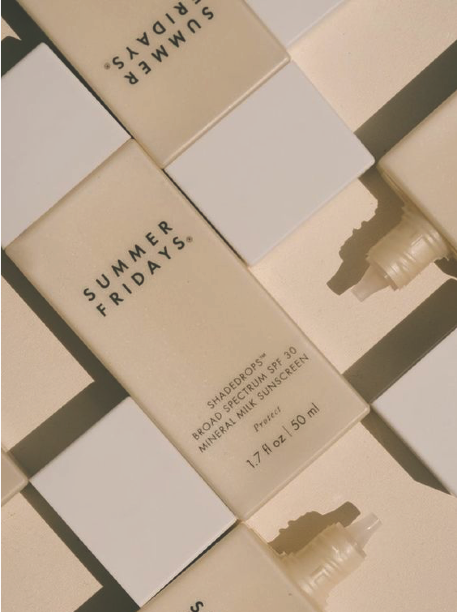 SUMMER
FRIDAYS®
SUMMER
FRIDAYS®
SHADEDROPS™
BROAD SPECTRUM SPF 30
MINERAL MILK SUNSCREEN
Protect
1.7 fl oz | 50 ml
S